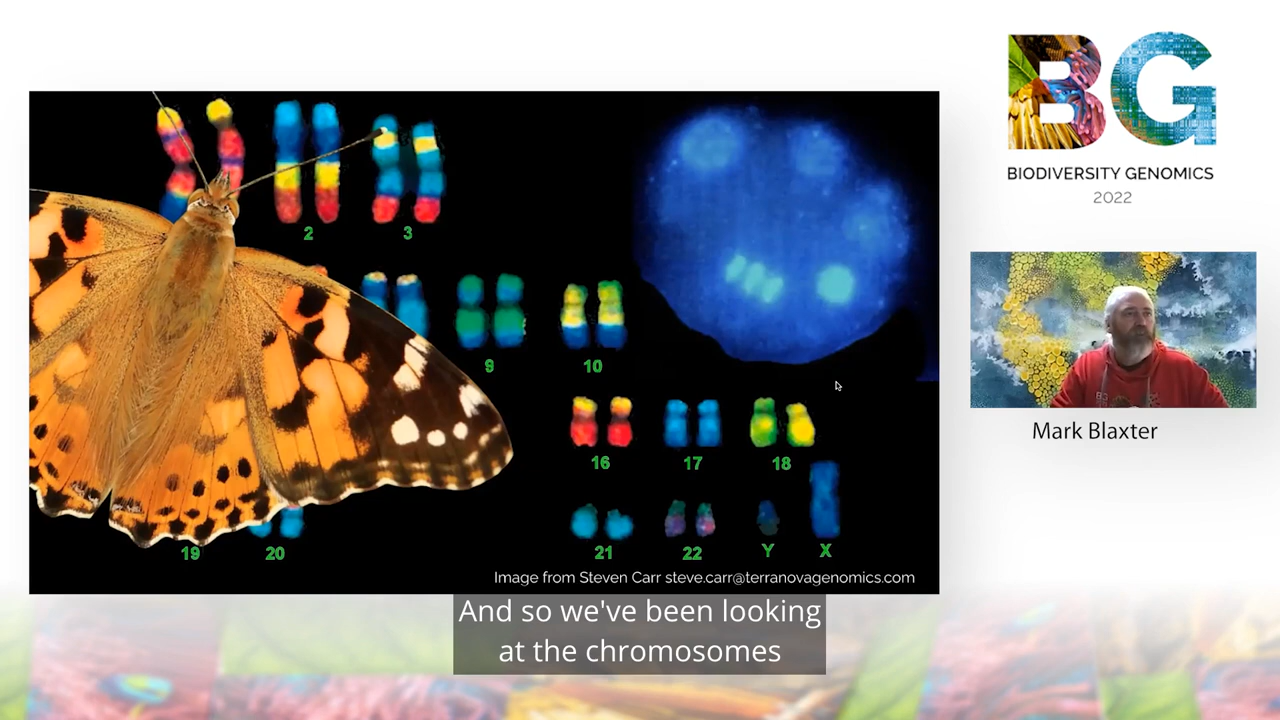 BG
BIODIVERSITY GENOMICS
2022
2
3
9
10
16
17
18
19
20
21
22
Y
X
Image from Steven Carr steve.carr@terranovagenomics.com
Mark Blaxter
And so we've been looking
at the chromosomes